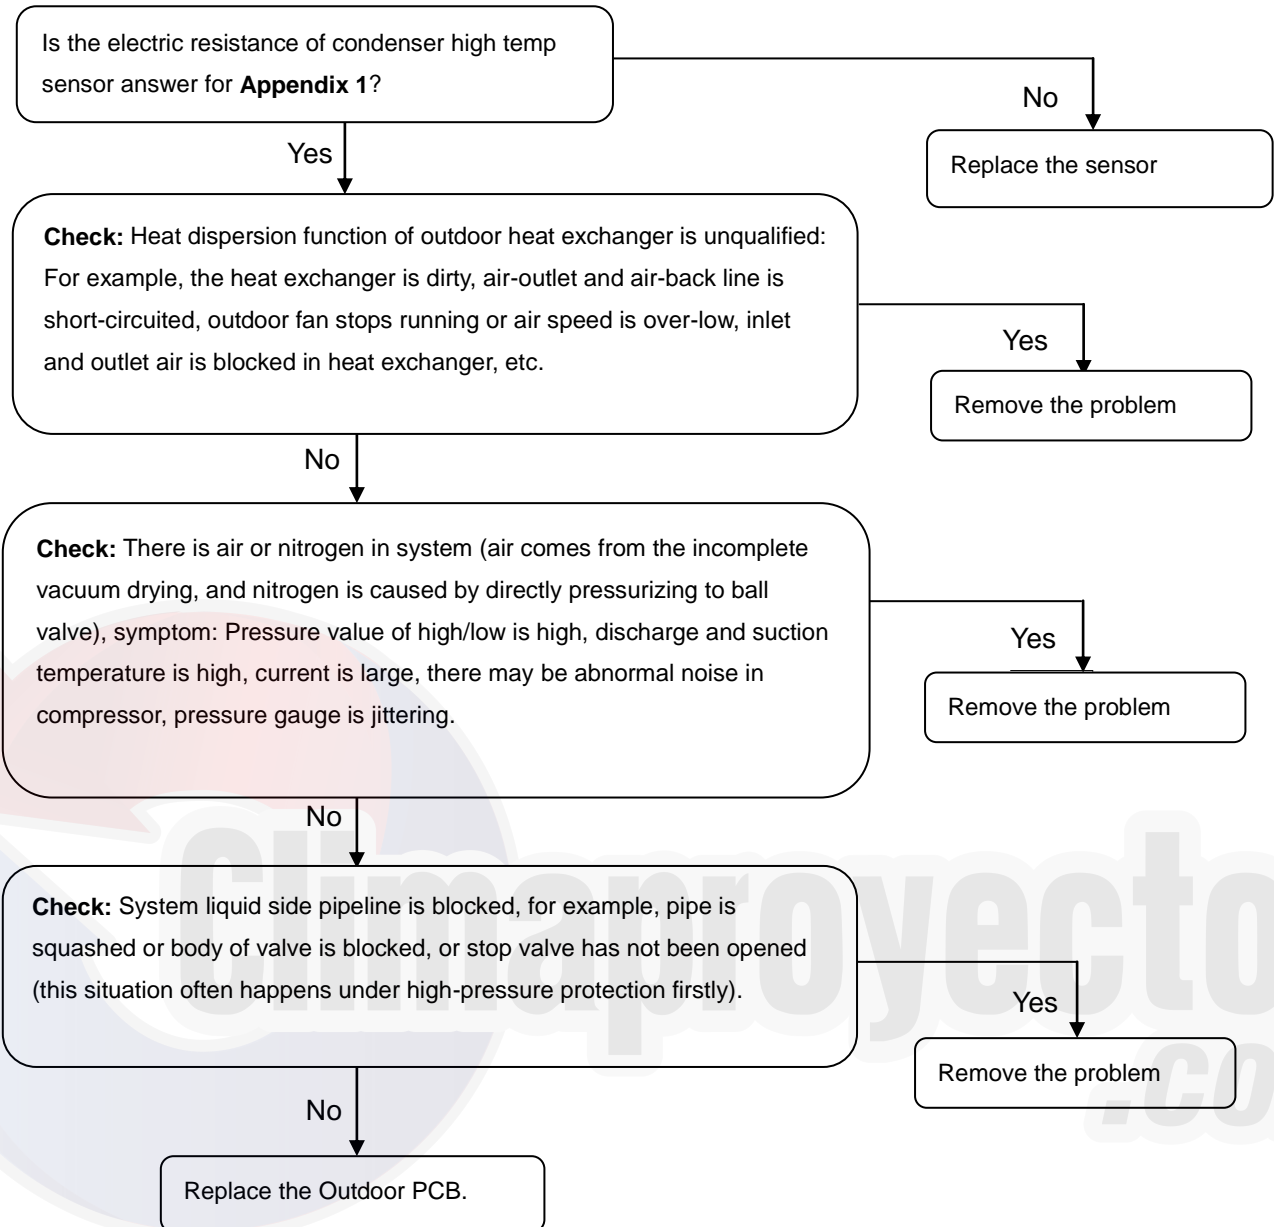 Is the electric resistance of condenser high temp
sensor answer for Appendix 1?
No
Yes
Replace the sensor
Check: Heat dispersion function of outdoor heat exchanger is unqualified:
For example, the heat exchanger is dirty, air-outlet and air-back line is
short-circuited, outdoor fan stops running or air speed is over-low, inlet
and outlet air is blocked in heat exchanger, etc.
Yes
Remove the problem
No
Check: There is air or nitrogen in system (air comes from the incomplete
vacuum drying, and nitrogen is caused by directly pressurizing to ball
valve), symptom: Pressure value of high/low is high, discharge and suction
temperature is high, current is large, there may be abnormal noise in
compressor, pressure gauge is jittering.
Yes
Remove the problem
No
Check: System liquid side pipeline is blocked, for example, pipe is
squashed or body of valve is blocked, or stop valve has not been opened
(this situation often happens under high-pressure protection firstly).
Yes
Remove the problem
No
Replace the Outdoor PCB.
Climaproyecto
.co